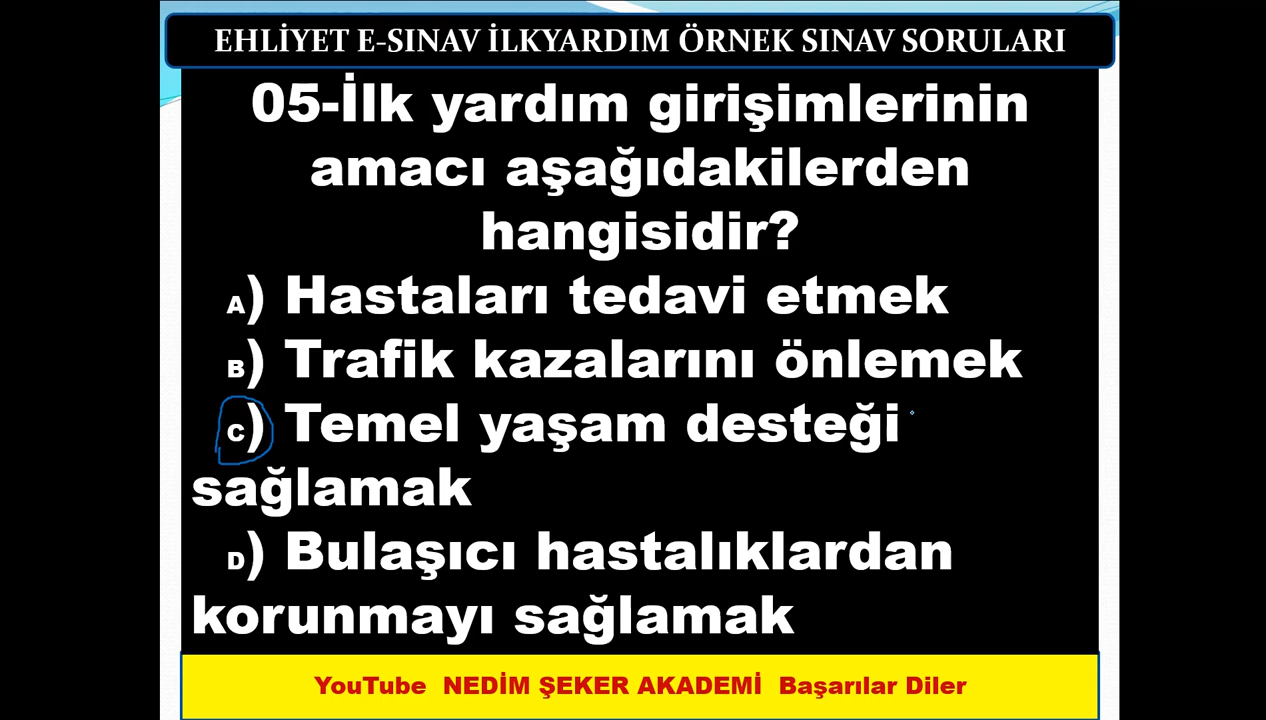 EHLİYET E-SINAV İLKYARDIM ÖRNEK SINAV SORULARI
05-İlk yardım girişimlerinin
amacı aşağıdakilerden
hangisidir?
A) Hastaları tedavi etmek
B) Trafik kazalarını önlemek
C) Temel yaşam desteği
sağlamak
D) Bulaşıcı hastalıklardan
korunmayı sağlamak
YouTube NEDİM ŞEKER AKADEMİ Başarılar Diler